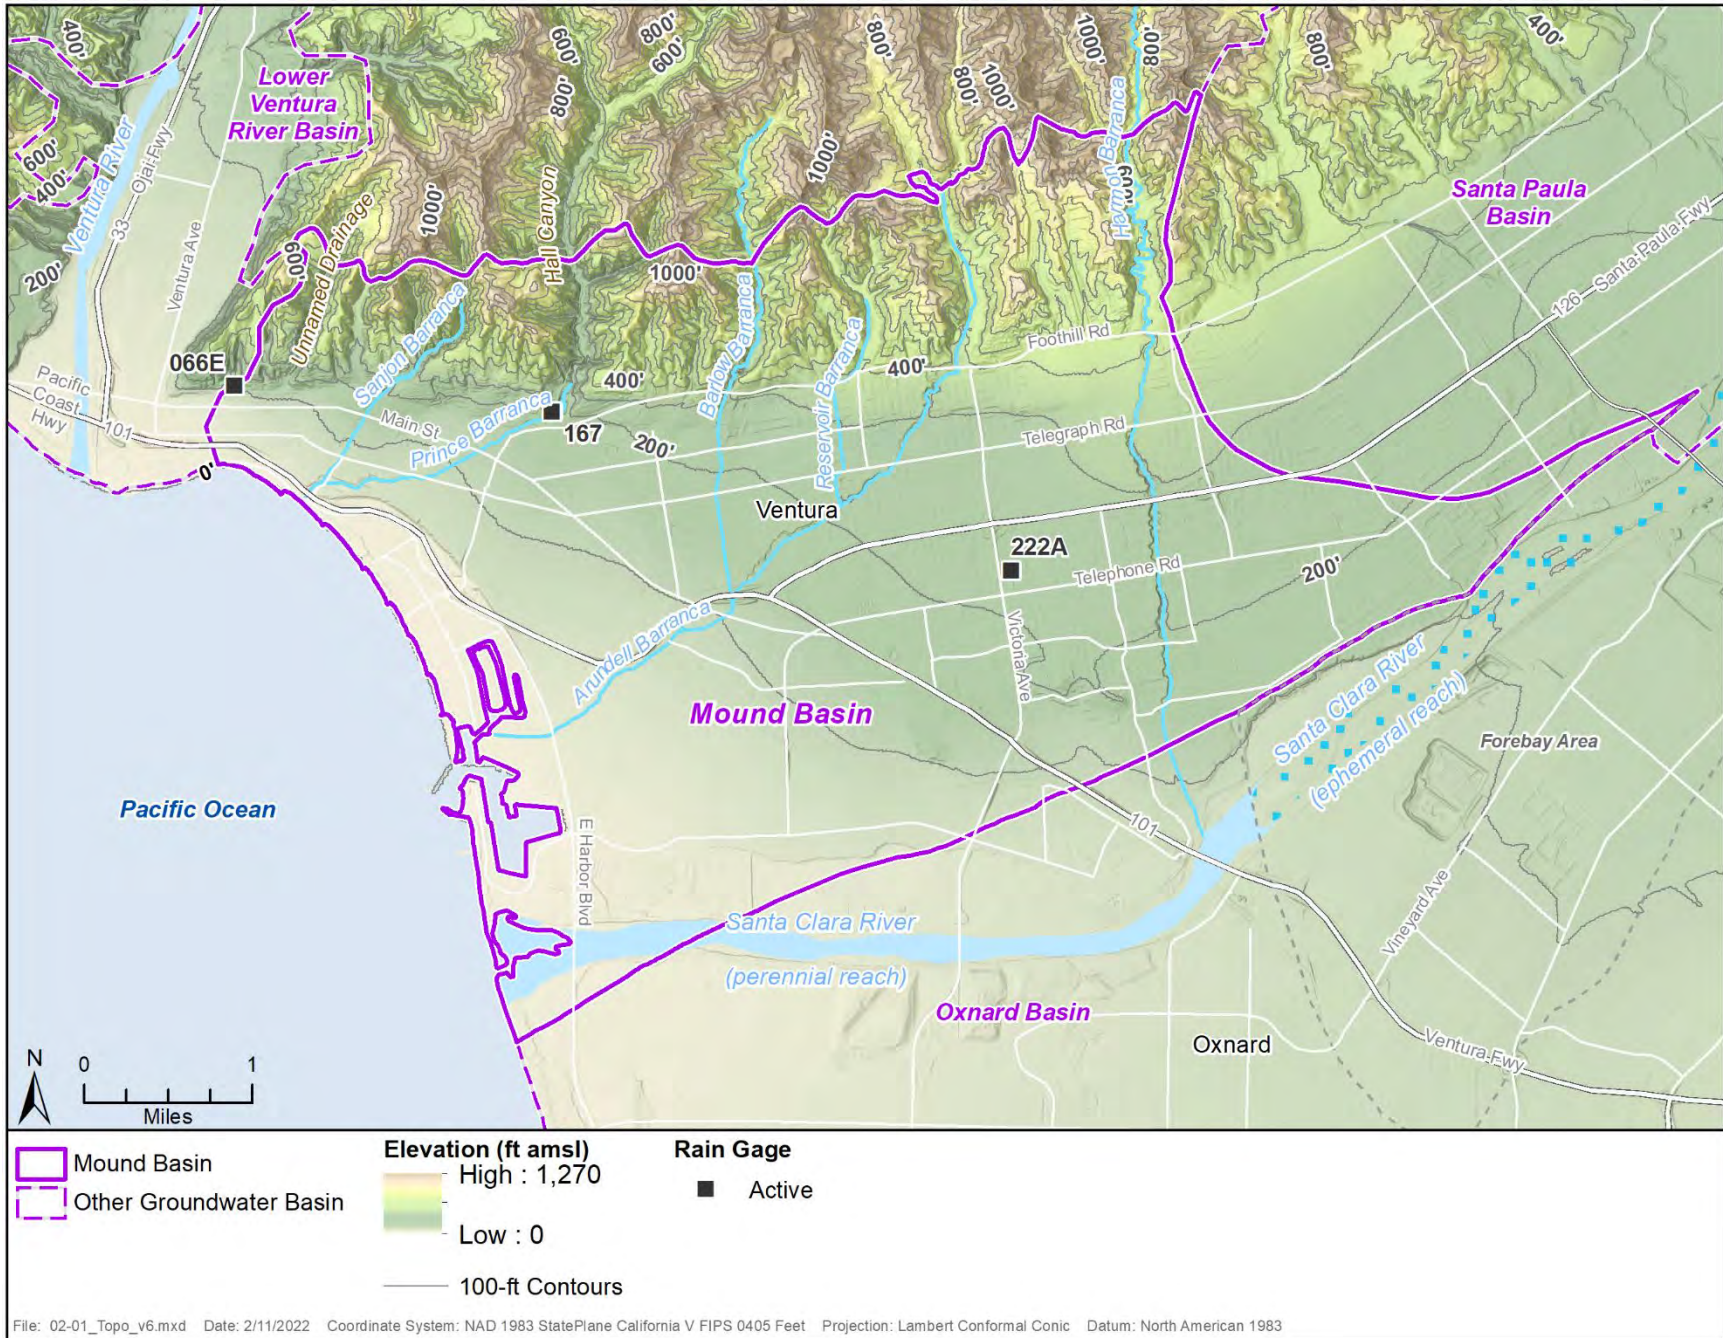 400'
600'
800'
600'
800'
800'
1000'
800'
1000'
800'
800'
400'
Lower
Ventura
River Basin
Ventura River
33
Ojai Fwy
Ventura Ave
600'
400'
200'
Unnamed Drainage
600'
1000'
Hall Canyon
800'
1000'
1000'
Harmon Barranca
600'
Santa Paula
Basin
126
Santa Paula Fwy
Sanjon Barranca
Barlow Barranca
Reservoir Barranca
Foothill Rd
066E
Pacific
Coast
Hwy
101
Main St
Prince Barranca
167
400'
400'
200'
Telegraph Rd
0'
Ventura
222A
Telephone Rd
200'
Victoria Ave
Arundell Barranca
Mound Basin
Santa Clara River
(ephemeral reach)
Forebay Area
Pacific Ocean
E Harbor Blvd
101
Vineyard Ave
Santa Clara River
(perennial reach)
Oxnard Basin
Oxnard
Ventura Fwy
N
0 1
Miles
Mound Basin
Other Groundwater Basin
Elevation (ft amsl)
High : 1,270
Low : 0
100-ft Contours
Rain Gage
Active
File: 02-01_Topo_v6.mxd Date: 2/11/2022 Coordinate System: NAD 1983 StatePlane California V FIPS 0405 Feet Projection: Lambert Conformal Conic Datum: North American 1983